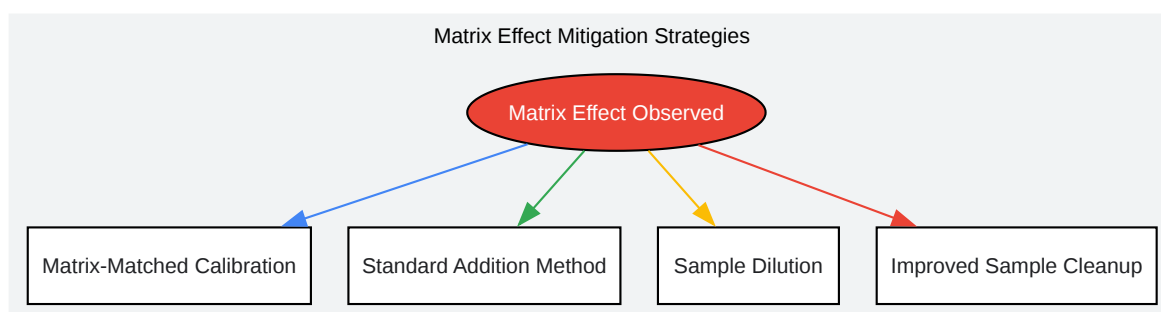 Matrix Effect Mitigation Strategies
Matrix Effect Observed
Matrix-Matched Calibration
Standard Addition Method
Sample Dilution
Improved Sample Cleanup